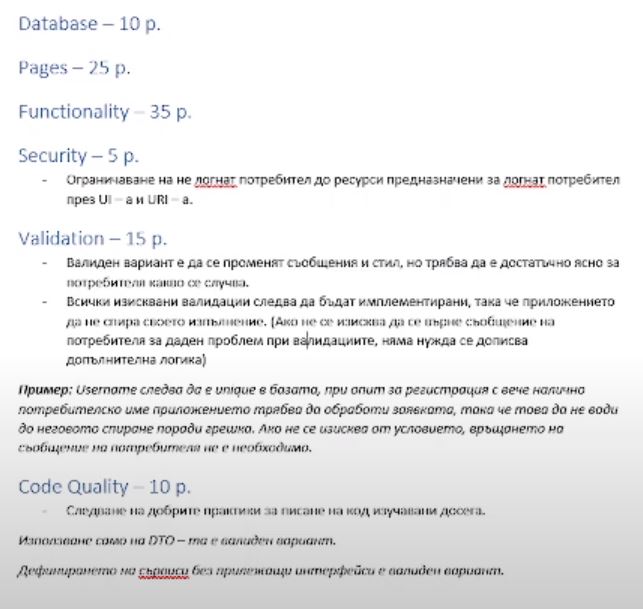 Database – 10 p.
Pages – 25 p.
Functionality – 35 p.
Security – 5 p.
- Ограничаване на не логнат потребител до ресурси предназначени за логнат потребител
през UI – а и URI – а.
Validation – 15 p.
- Валиден вариант е да се променят съобщения и стил, но трябва да е достатъчно ясно за
потребителя какво се случва.
- Всички изисквани валидации следва да бъдат имплементирани, така че приложението
да не спира своето изпълнение. (Ако не се изисква да се върне съобщение на
потребителя за даден проблем при валидациите, няма нужда се дописва
допълнителна логика)
Пример: Username следва да е unique в базата, при опит за регистрация с вече налично
потребителско име приложението трябва да обработи заявката, така че това да не води
до неговото спиране поради грешка. Ако не се изисква от условието, връщането на
съобщение на потребителя не е необходимо.
Code Quality – 10 p.
- Следване на добрите практики за писане на код изучавани досега.
Използване само на DTO – та е валиден вариант.
Дефинирането на сървиси без прилежащи интерфейси е валиден вариант.